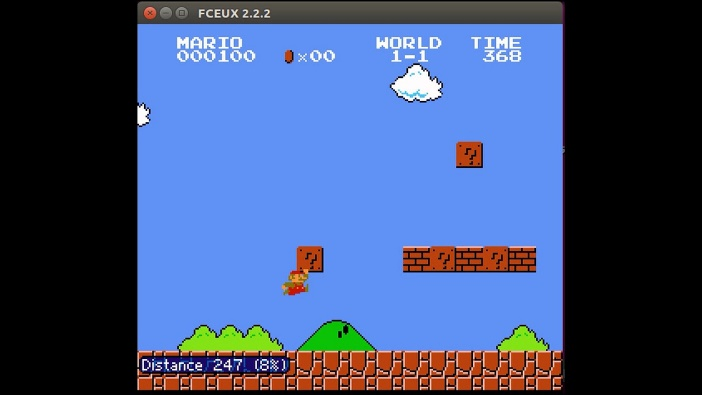 FCEUX 2.2.2
MARIO WORLD TIME
000100 ×00 1-1 368
?
? ? ?
Distance 247 (8%)